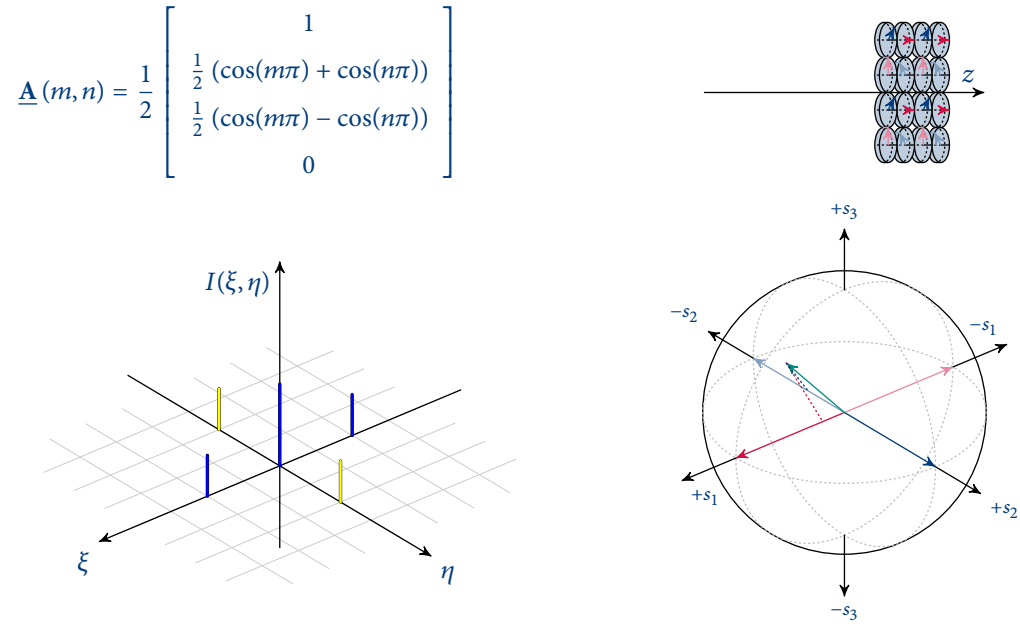 A(m, n) = 1/2 [ 1
1/2 (cos(mπ) + cos(nπ))
1/2 (cos(mπ) − cos(nπ))
0 ]
z
+s₃
I(ξ, η)
−s₂
−s₁
+s₁
+s₂
ξ
η
−s₃